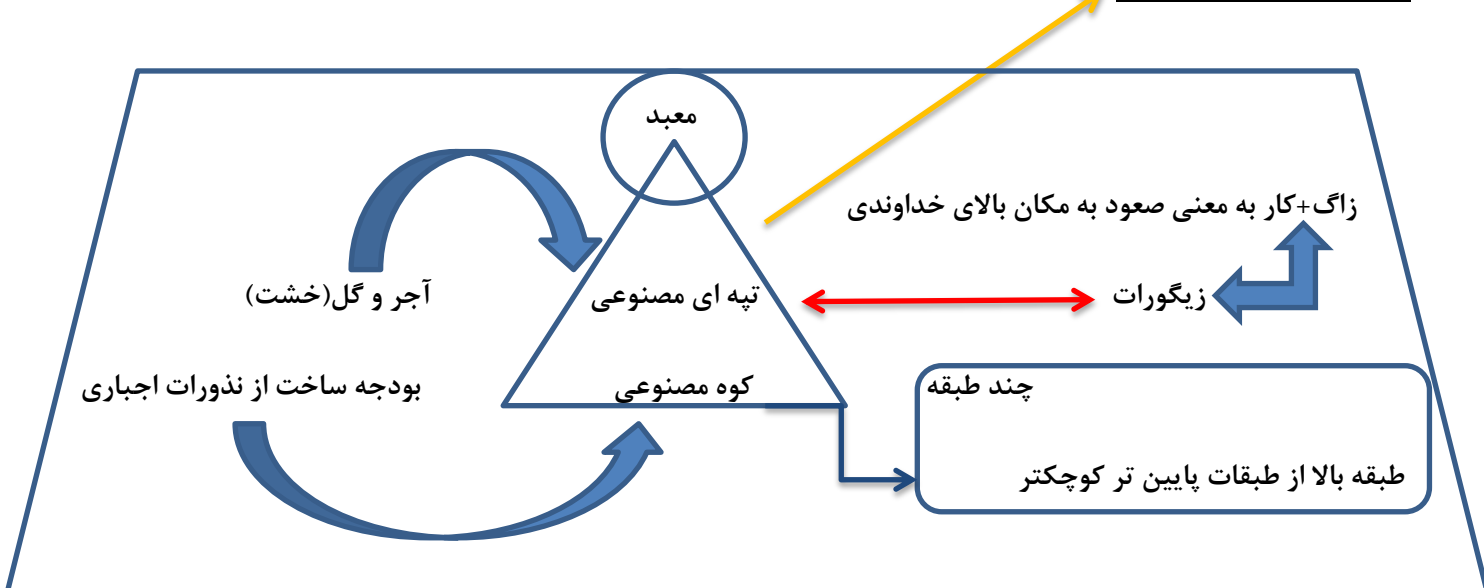 معبد
زاگ+کار به معنی صعود به مکان بالای خداوندی
زیگورات
تپه ای مصنوعی
آجر و گل(خشت)
چند طبقه
کوه مصنوعی
بودجه ساخت از نذورات اجباری
طبقه بالا از طبقات پایین تر کوچکتر